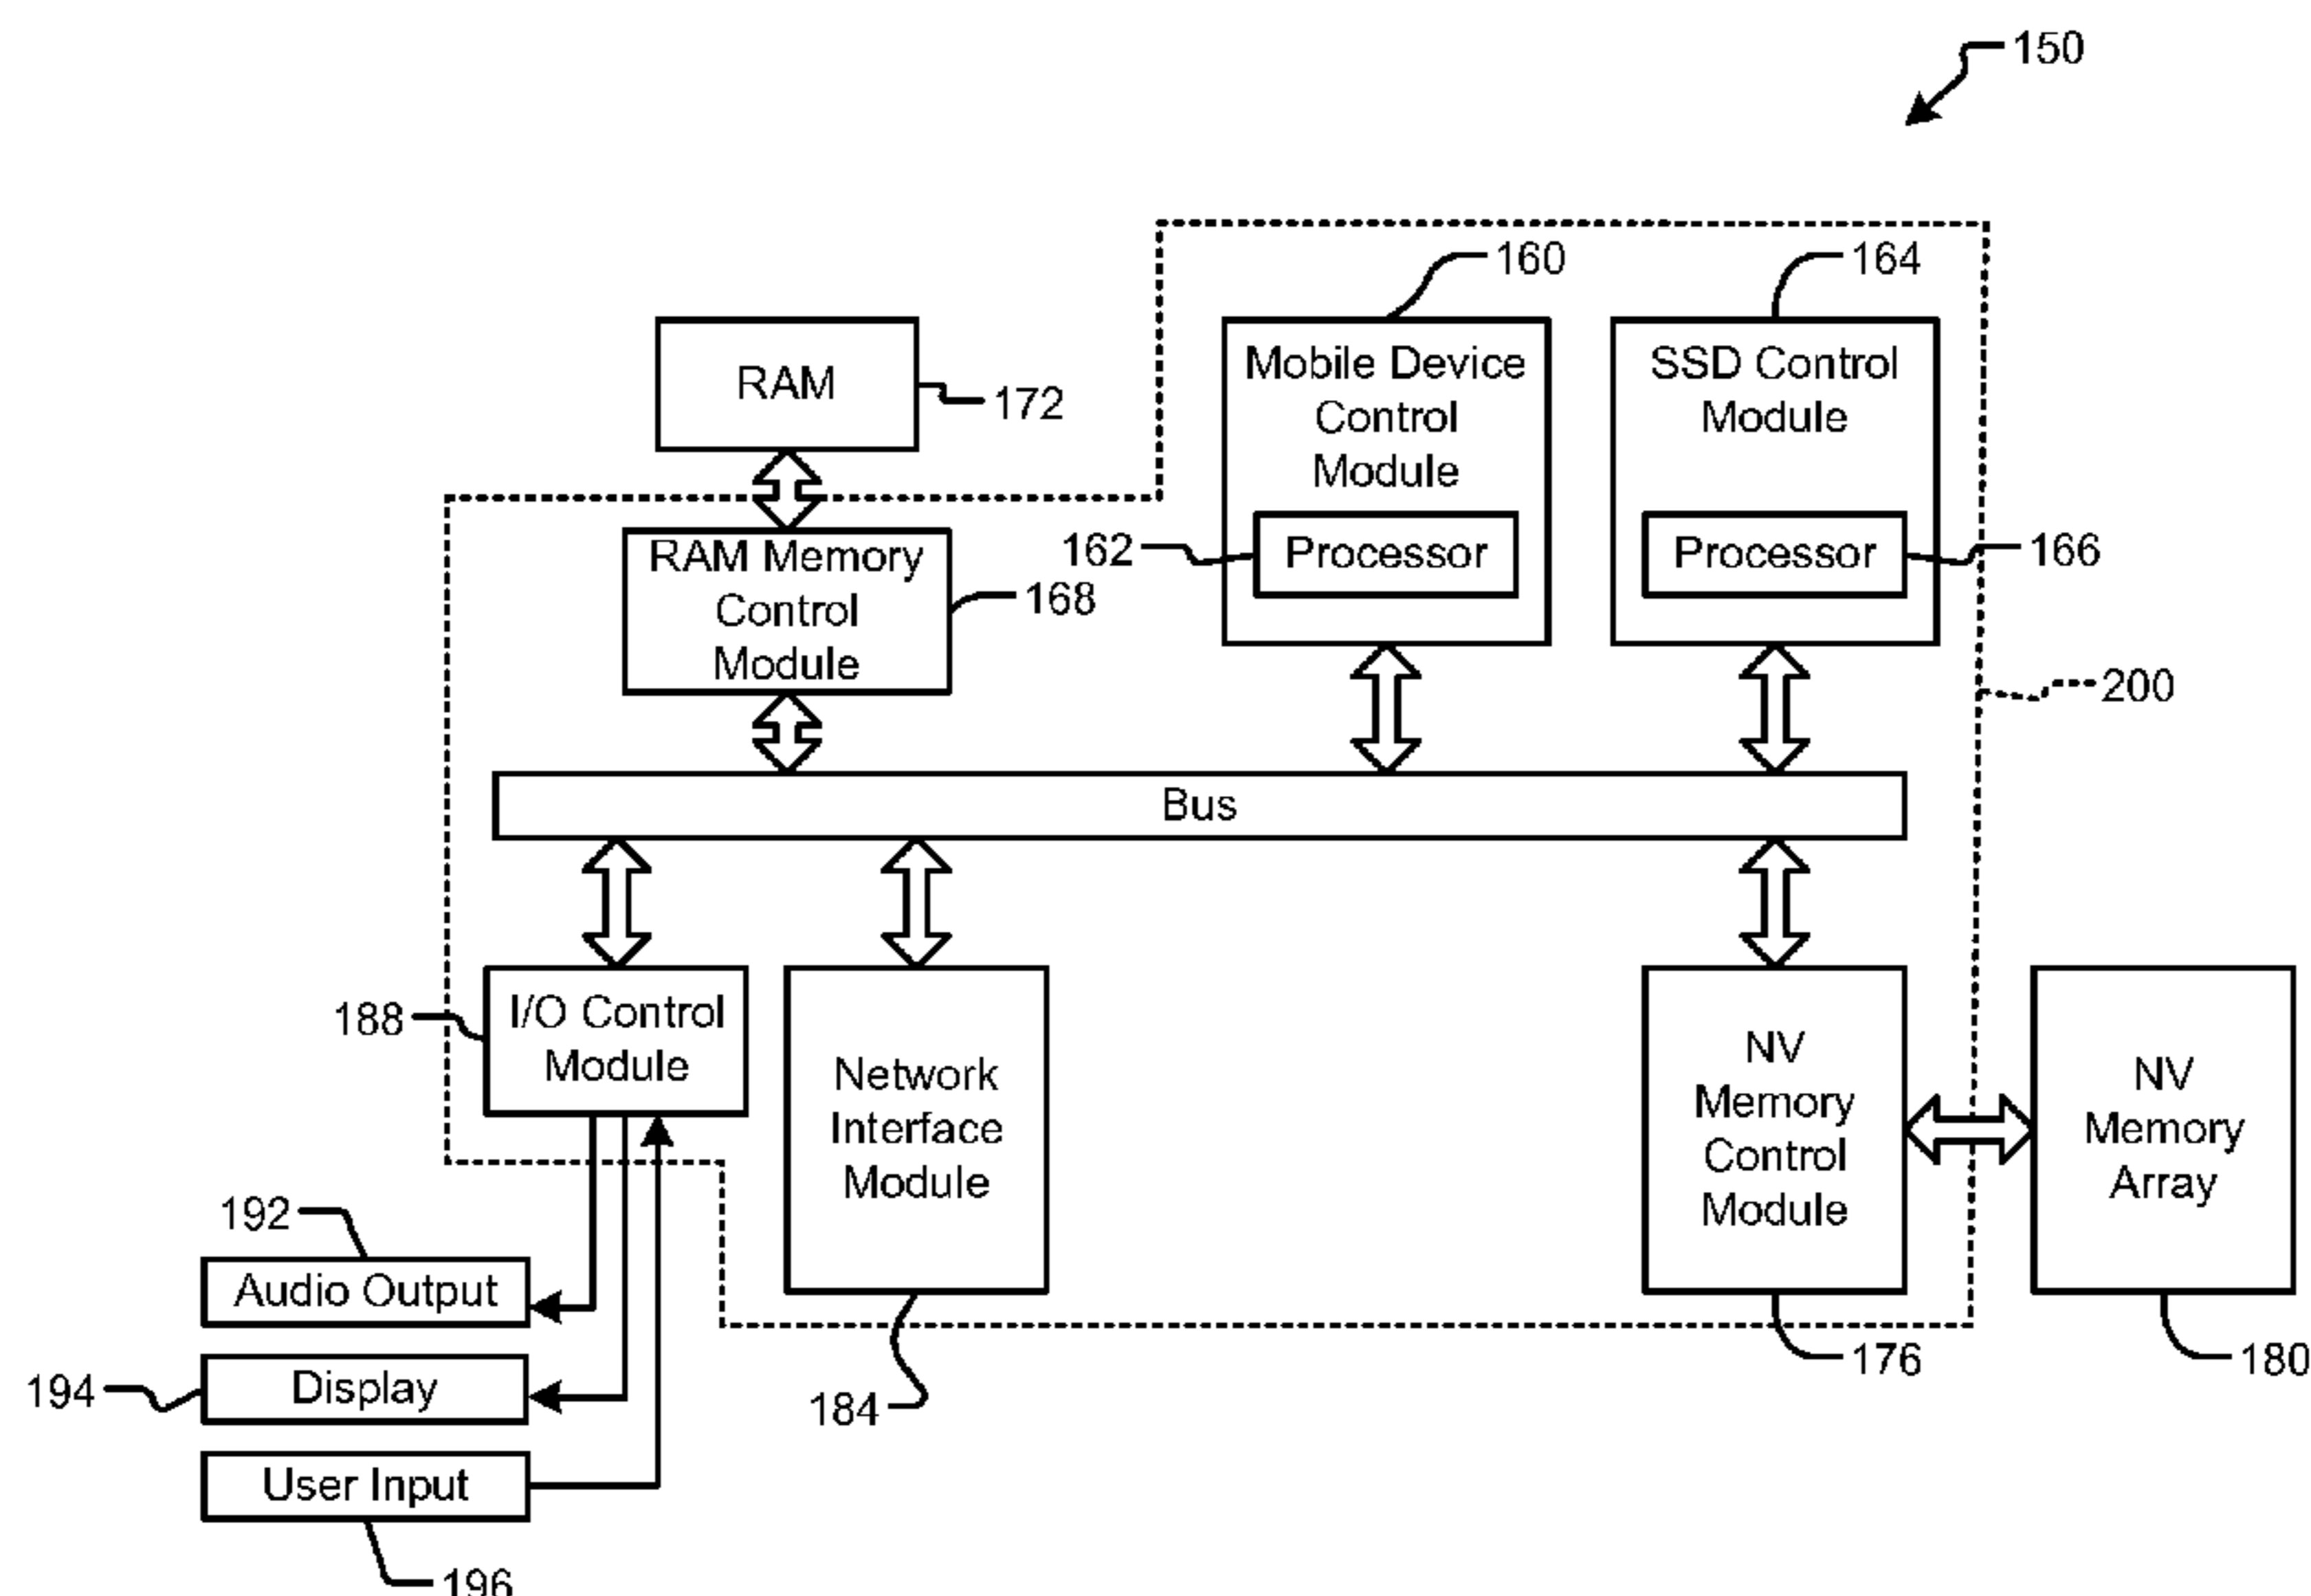 150
160
164
RAM
172
Mobile Device
Control
Module
SSD Control
Module
162
Processor
Processor
166
RAM Memory
Control
Module
168
200
Bus
188
I/O Control
Module
Network
Interface
Module
NV
Memory
Control
Module
NV
Memory
Array
192
Audio Output
194
Display
184
176
180
User Input
196